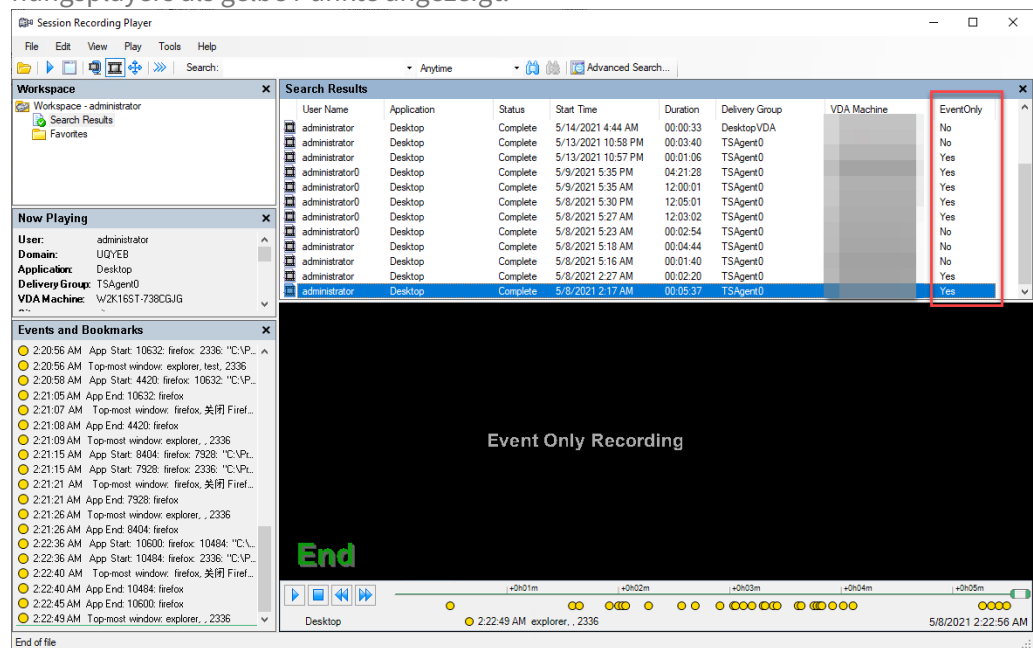 nungsplayers als gelbe Punkte angezeigt.
Session Recording Player
File Edit View Play Tools Help
Search: Anytime Advanced Search...
Workspace
Workspace - administrator
Search Results
Favorites
Now Playing
User: administrator
Domain: UQYEB
Application: Desktop
Delivery Group: TSAgent0
VDA Machine: W2K16ST-738CGJG
Events and Bookmarks
2:20:56 AM App Start: 10632: firefox: 2336: "C:\P...
2:20:56 AM Top-most window: explorer, test, 2336
2:20:58 AM App Start: 4420: firefox: 10632: "C:\P...
2:21:05 AM App End: 10632: firefox
2:21:07 AM Top-most window: firefox, 关闭 Firef...
2:21:08 AM App End: 4420: firefox
2:21:09 AM Top-most window: explorer, , 2336
2:21:15 AM App Start: 8404: firefox: 7928: "C:\Pr...
2:21:15 AM App Start: 7928: firefox: 2336: "C:\Pr...
2:21:21 AM Top-most window: firefox, 关闭 Firef...
2:21:21 AM App End: 7928: firefox
2:21:26 AM Top-most window: explorer, , 2336
2:21:26 AM App End: 8404: firefox
2:22:36 AM App Start: 10600: firefox: 10484: "C:\...
2:22:36 AM App Start: 10484: firefox: 2336: "C:\P...
2:22:40 AM Top-most window: firefox, 关闭 Firef...
2:22:40 AM App End: 10484: firefox
2:22:45 AM App End: 10600: firefox
2:22:49 AM Top-most window: explorer, , 2336
Search Results
User Name Application Status Start Time Duration Delivery Group VDA Machine EventOnly
administrator Desktop Complete 5/14/2021 4:44 AM 00:00:33 DesktopVDA No
administrator Desktop Complete 5/13/2021 10:58 PM 00:03:40 TSAgent0 No
administrator Desktop Complete 5/13/2021 10:57 PM 00:01:06 TSAgent0 Yes
administrator0 Desktop Complete 5/9/2021 5:35 PM 04:21:28 TSAgent0 Yes
administrator0 Desktop Complete 5/9/2021 5:35 AM 12:00:01 TSAgent0 Yes
administrator0 Desktop Complete 5/8/2021 5:30 PM 12:05:01 TSAgent0 Yes
administrator0 Desktop Complete 5/8/2021 5:27 AM 12:03:02 TSAgent0 Yes
administrator0 Desktop Complete 5/8/2021 5:23 AM 00:02:54 TSAgent0 No
administrator Desktop Complete 5/8/2021 5:18 AM 00:04:44 TSAgent0 No
administrator Desktop Complete 5/8/2021 5:16 AM 00:01:40 TSAgent0 No
administrator Desktop Complete 5/8/2021 2:27 AM 00:02:20 TSAgent0 Yes
administrator Desktop Complete 5/8/2021 2:17 AM 00:05:37 TSAgent0 Yes
Event Only Recording
End
+0h01m +0h02m +0h03m +0h04m +0h05m
Desktop 2:22:49 AM explorer, , 2336 5/8/2021 2:22:56 AM
End of file